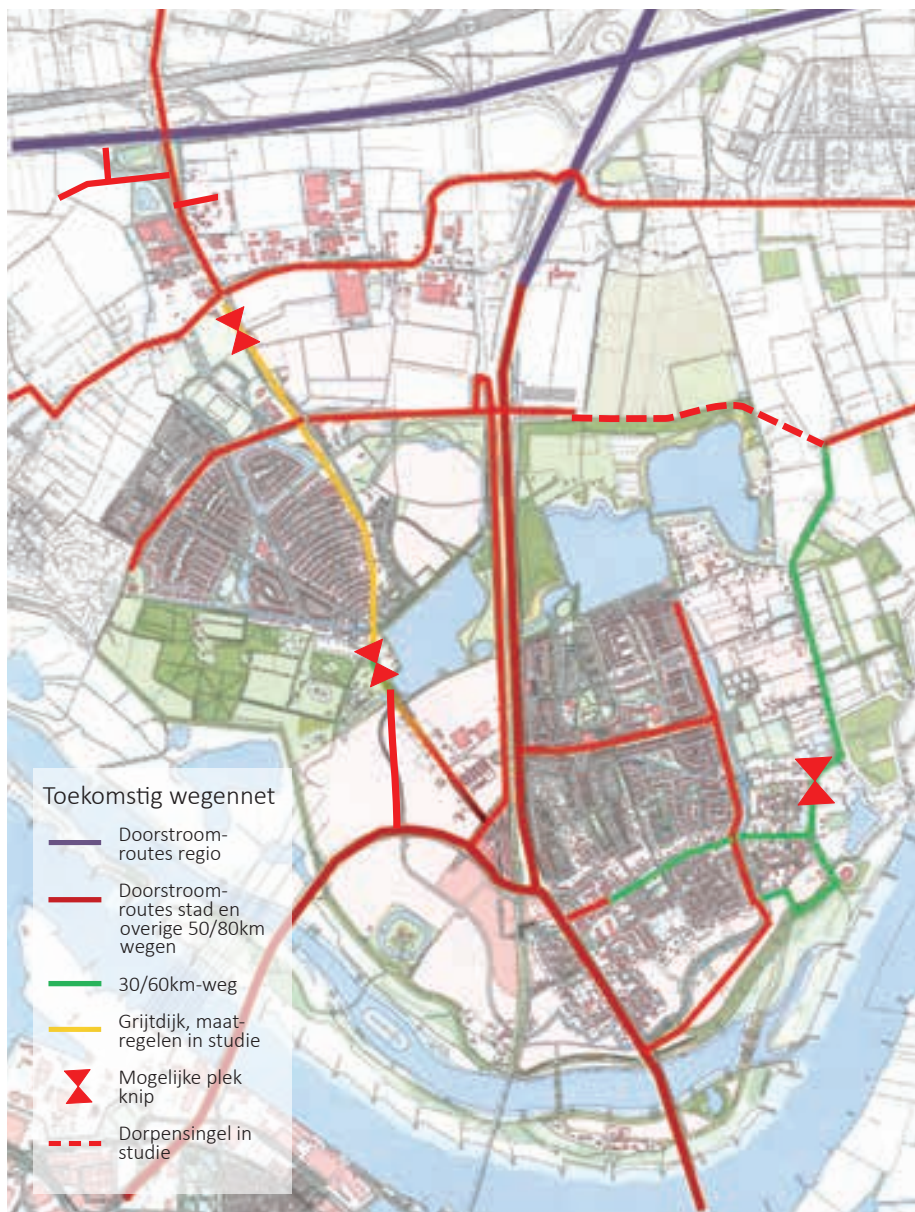 Toekomstig wegennet
Doorstroom-
routes regio
Doorstroom-
routes stad en
overige 50/80km
wegen
30/60km-weg
Grijtdijk, maat-
regelen in studie
Mogelijke plek
knip
Dorpensingel in
studie